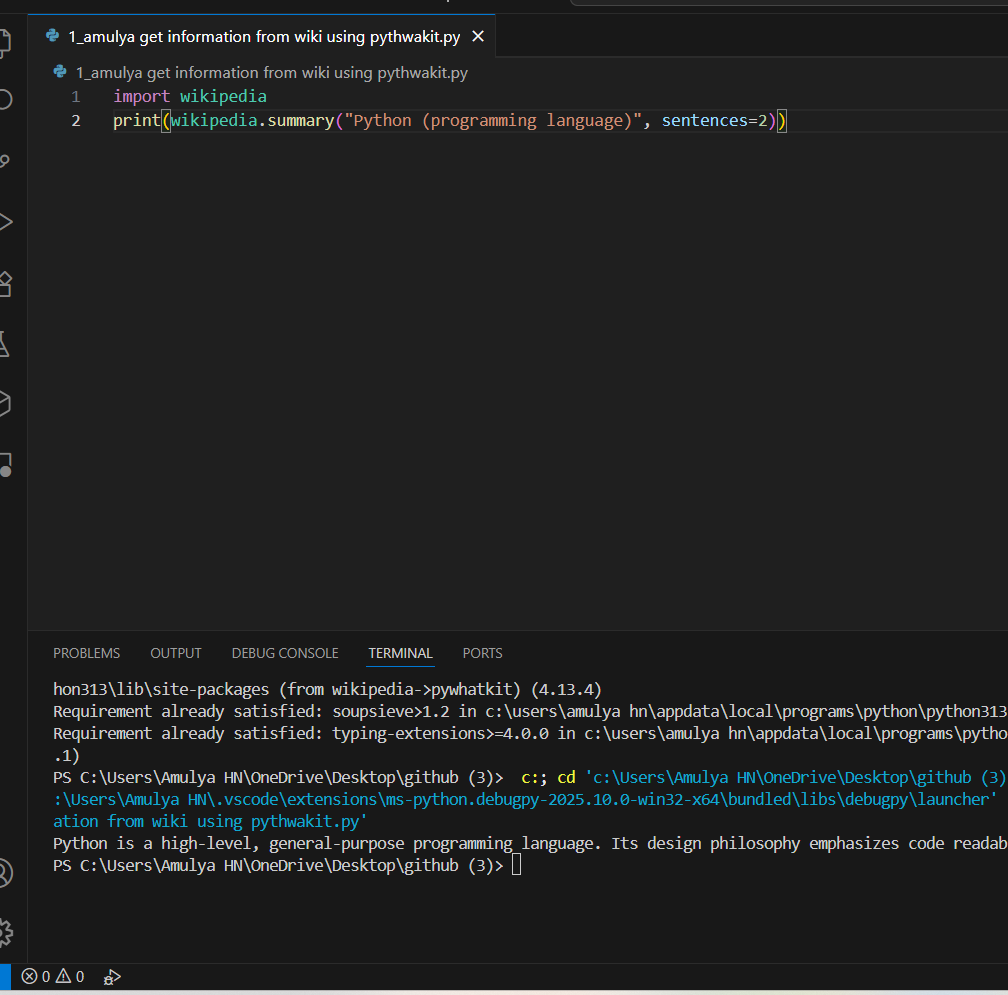 1_amulya get information from wiki using pythwakit.py
1_amulya get information from wiki using pythwakit.py
1 import wikipedia
2 print(wikipedia.summary("Python (programming language)", sentences=2))
PROBLEMS OUTPUT DEBUG CONSOLE TERMINAL PORTS
hon313\lib\site-packages (from wikipedia->pywhatkit) (4.13.4)
Requirement already satisfied: soupsieve>1.2 in c:\users\amulya hn\appdata\local\programs\python\python313
Requirement already satisfied: typing-extensions>=4.0.0 in c:\users\amulya hn\appdata\local\programs\pytho
.1)
PS C:\Users\Amulya HN\OneDrive\Desktop\github (3)> c:; cd 'c:\Users\Amulya HN\OneDrive\Desktop\github (3)
:\Users\Amulya HN\.vscode\extensions\ms-python.debugpy-2025.10.0-win32-x64\bundled\libs\debugpy\launcher'
ation from wiki using pythwakit.py'
Python is a high-level, general-purpose programming language. Its design philosophy emphasizes code readab
PS C:\Users\Amulya HN\OneDrive\Desktop\github (3)>
0 0